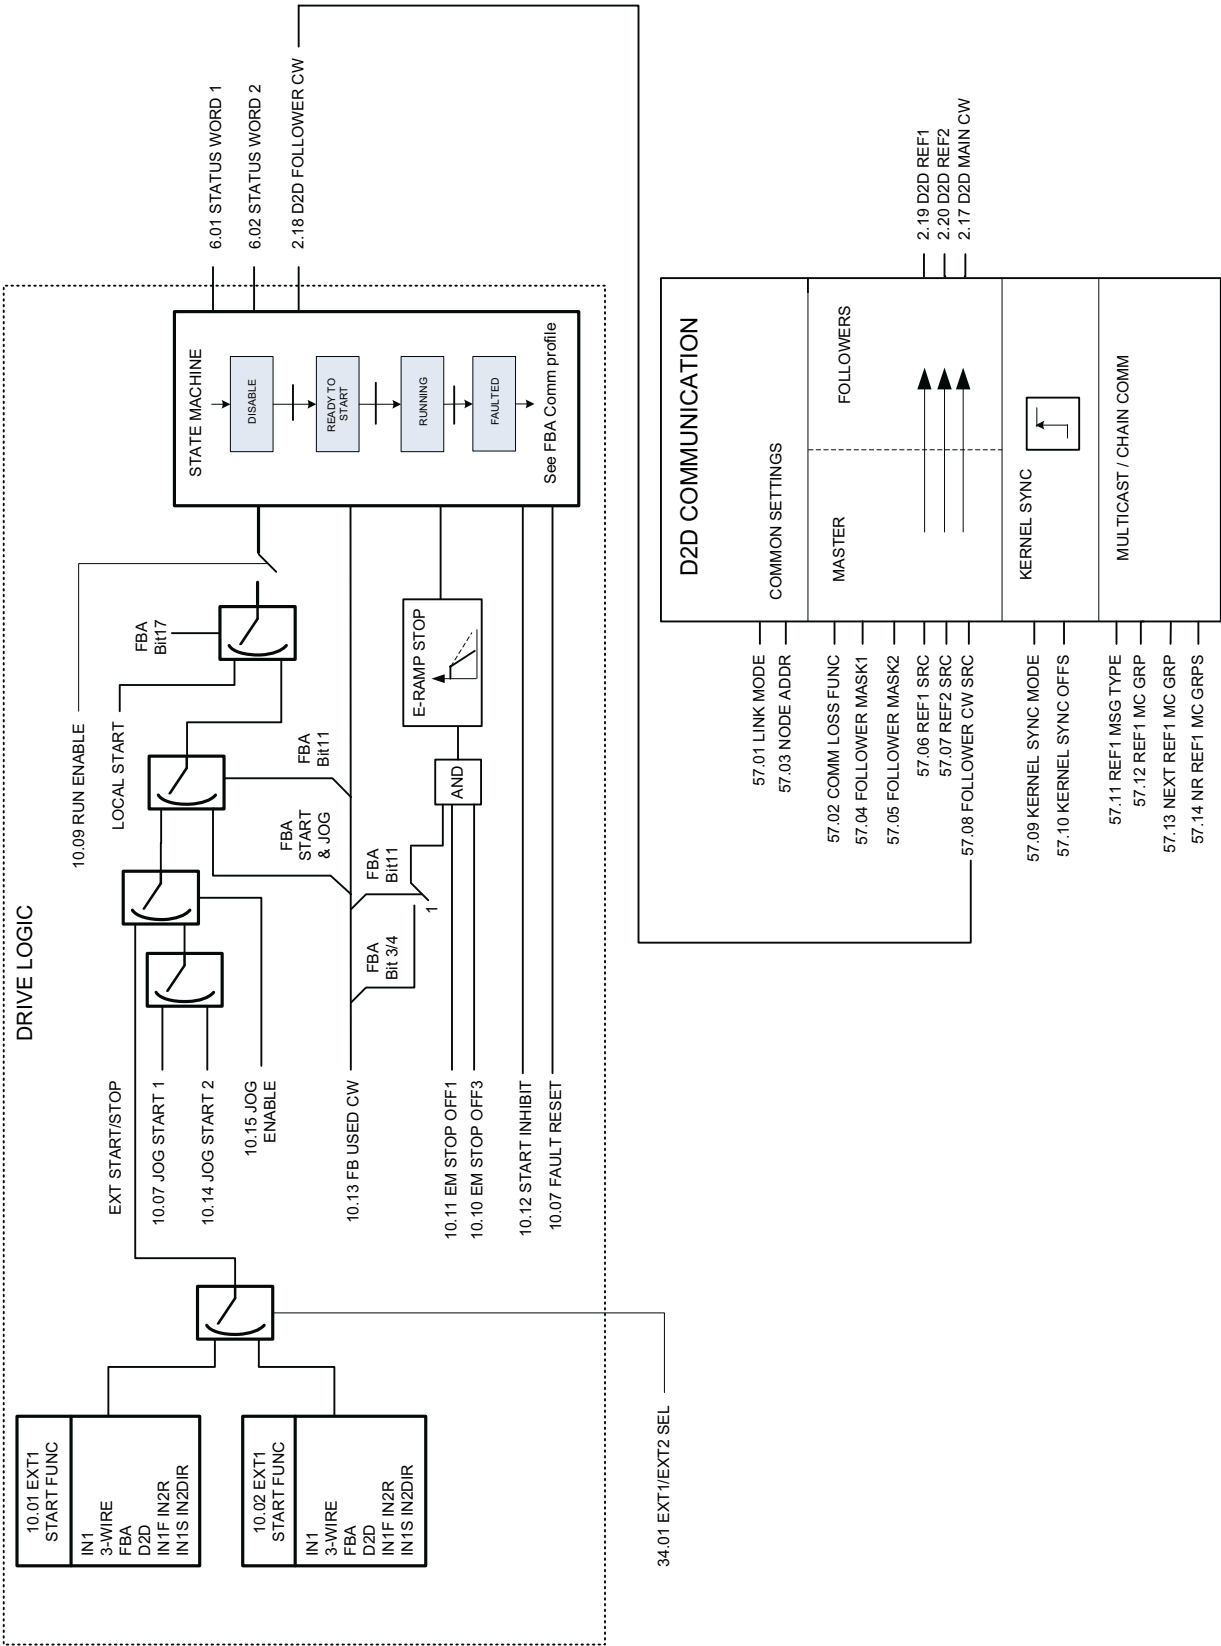 DRIVE LOGIC
10.01 EXT1
START FUNC
IN1
3-WIRE
FBA
D2D
IN1F IN2R
IN1S IN2DIR
10.02 EXT1
START FUNC
IN1
3-WIRE
FBA
D2D
IN1F IN2R
IN1S IN2DIR
34.01 EXT1/EXT2 SEL
EXT START/STOP
10.07 JOG START 1
10.14 JOG START 2
10.15 JOG
ENABLE
10.13 FB USED CW
10.11 EM STOP OFF1
10.10 EM STOP OFF3
10.12 START INHIBIT
10.07 FAULT RESET
10.09 RUN ENABLE
LOCAL START
FBA
Bit17
FBA
Bit11
FBA
START
& JOG
FBA
Bit11
FBA
Bit 3/4
1
AND
E-RAMP STOP
STATE MACHINE
DISABLE
READY TO
START
RUNNING
FAULTED
See FBA Comm profile
6.01 STATUS WORD 1
6.02 STATUS WORD 2
2.18 D2D FOLLOWER CW
D2D COMMUNICATION
COMMON SETTINGS
MASTER
FOLLOWERS
KERNEL SYNC
MULTICAST / CHAIN COMM
57.01 LINK MODE
57.03 NODE ADDR
57.02 COMM LOSS FUNC
57.04 FOLLOWER MASK1
57.05 FOLLOWER MASK2
57.06 REF1 SRC
57.07 REF2 SRC
57.08 FOLLOWER CW SRC
57.09 KERNEL SYNC MODE
57.10 KERNEL SYNC OFFS
57.11 REF1 MSG TYPE
57.12 REF1 MC GRP
57.13 NEXT REF1 MC GRP
57.14 NR REF1 MC GRPS
2.19 D2D REF1
2.20 D2D REF2
2.17 D2D MAIN CW